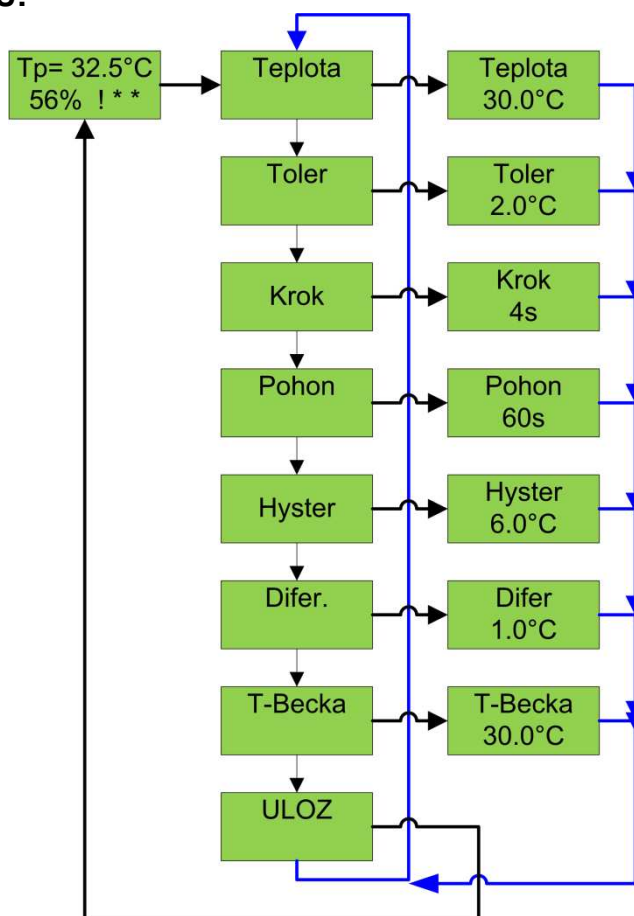 Tp= 32.5°C
56% ! * *
Teplota
Teplota
30.0°C
Toler
Toler
2.0°C
Krok
Krok
4s
Pohon
Pohon
60s
Hyster
Hyster
6.0°C
Difer.
Difer
1.0°C
T-Becka
T-Becka
30.0°C
ULOZ